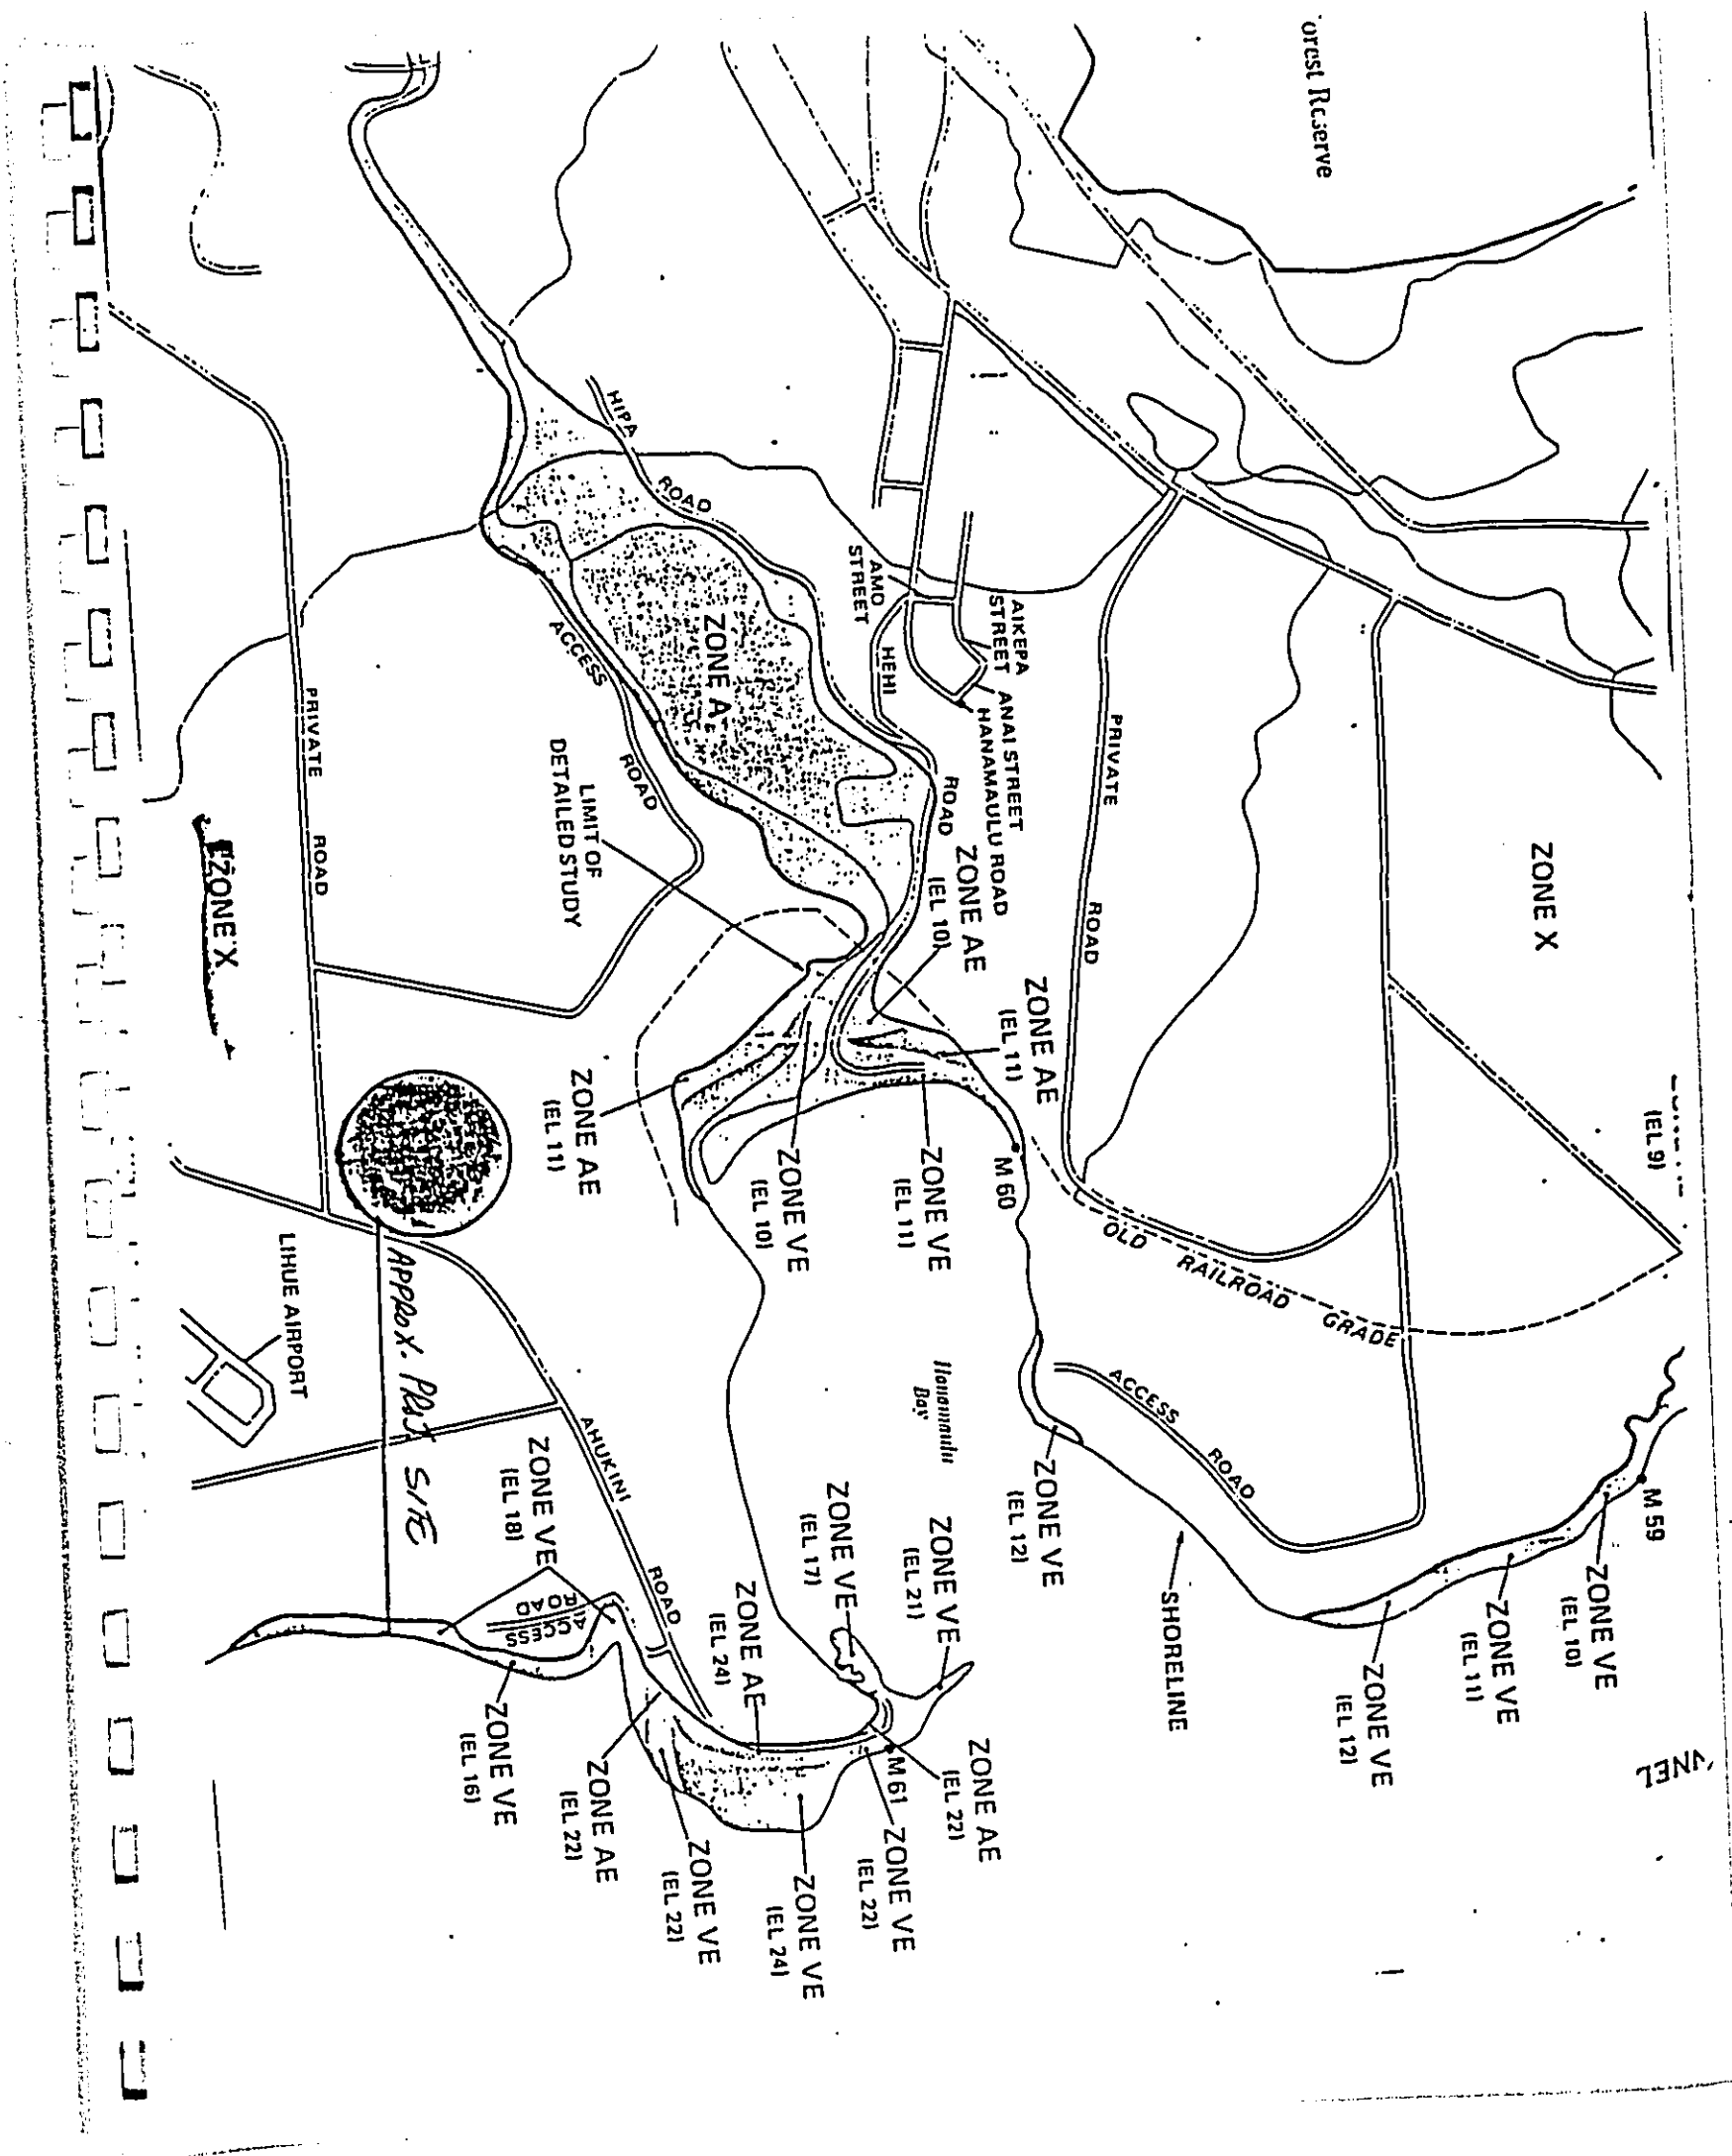 orest Reserve
ZONE X
(EL 9)
M 59
ZONE VE
(EL 10)
ZONE VE
(EL 11)
ZONE VE
(EL 12)
SHORELINE
PRIVATE
ROAD
OLD RAILROAD GRADE
ACCESS
ROAD
ZONE VE
(EL 12)
M 60
AIKEPA
STREET
ANAI STREET
HANAMAULU ROAD
AMO
STREET
HEHI
ROAD
HIPA
ROAD
ZONE A
ACCESS
ROAD
LIMIT OF
DETAILED STUDY
ZONE AE
(EL 10)
ZONE AE
(EL 11)
ZONE VE
(EL 11)
ZONE VE
(EL 10)
ZONE AE
(EL 11)
Hanamaulu
Bay
ZONE VE
(EL 21)
ZONE VE
(EL 17)
ZONE AE
(EL 22)
M 61
ZONE VE
(EL 22)
ZONE VE
(EL 24)
ZONE AE
(EL 24)
ZONE VE
(EL 22)
ZONE AE
(EL 22)
ZONE VE
(EL 16)
ZONE VE
(EL 18)
ACCESS
ROAD
AHUKINI
ROAD
PRIVATE
ROAD
ZONE X
APPROX. PROJ. SITE
LIHUE AIRPORT